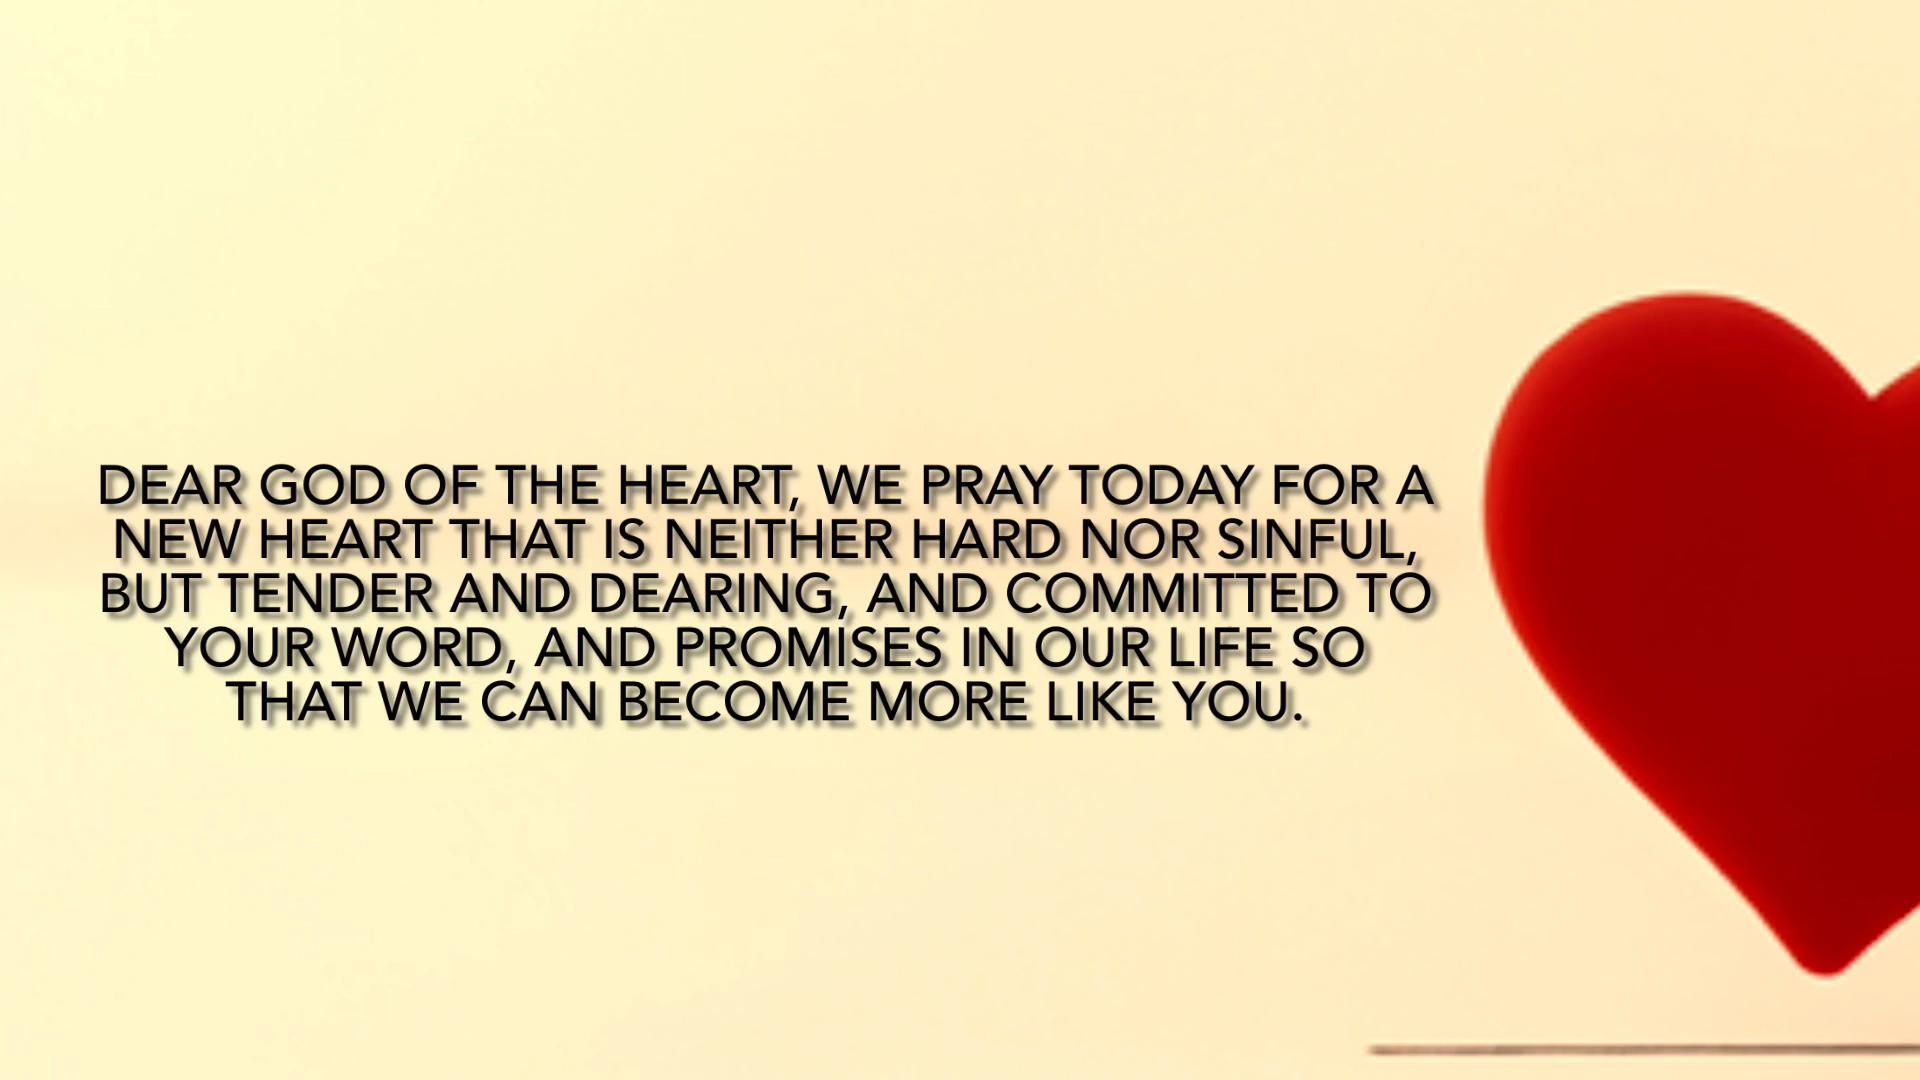 DEAR GOD OF THE HEART, WE PRAY TODAY FOR A
NEW HEART THAT IS NEITHER HARD NOR SINFUL,
BUT TENDER AND DEARING, AND COMMITTED TO
YOUR WORD, AND PROMISES IN OUR LIFE SO
THAT WE CAN BECOME MORE LIKE YOU.